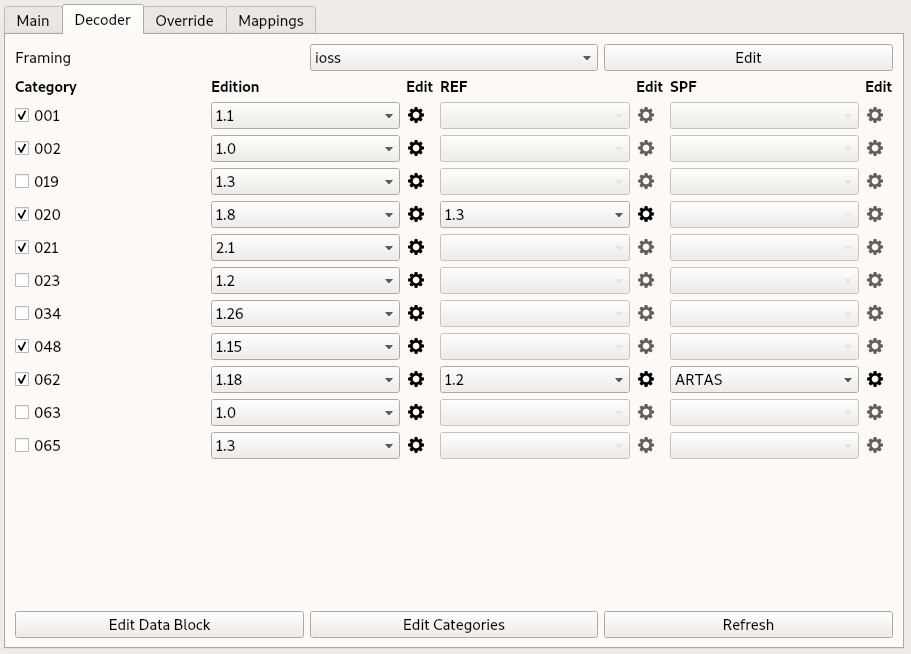 Main Decoder Override Mappings
Framing ioss Edit
Category Edition Edit REF Edit SPF Edit
001 1.1
002 1.0
019 1.3
020 1.8 1.3
021 2.1
023 1.2
034 1.26
048 1.15
062 1.18 1.2 ARTAS
063 1.0
065 1.3
Edit Data Block Edit Categories Refresh